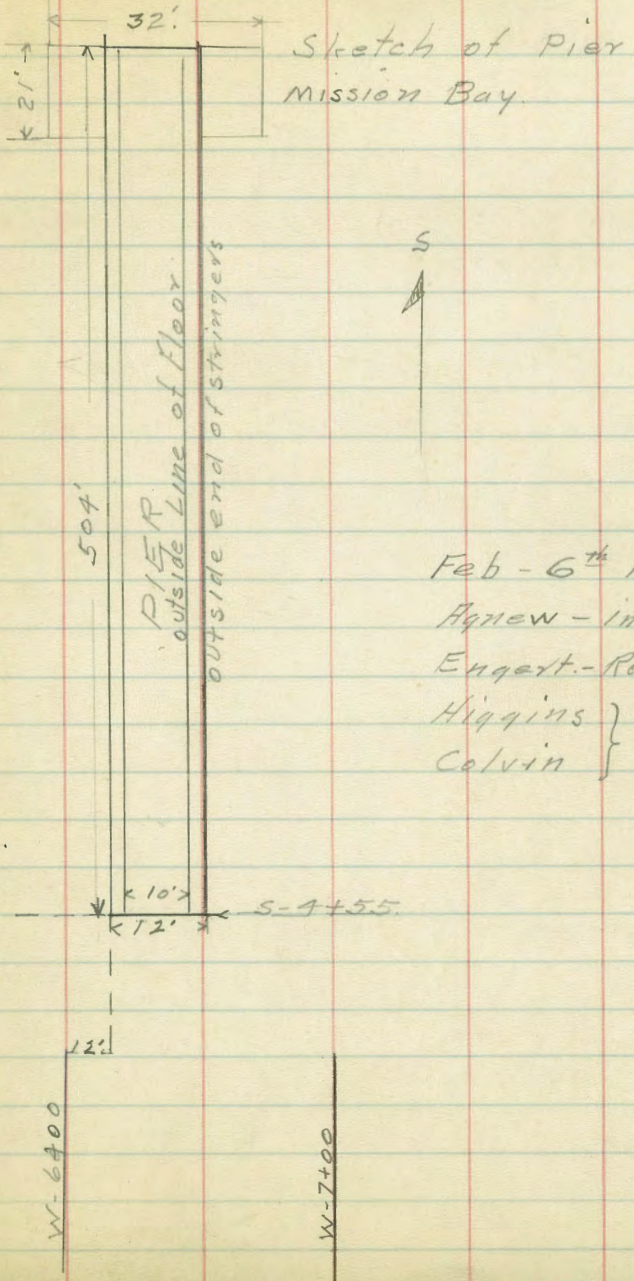 32'.
Sketch of Pier
Mission Bay.
21'
S
504'
PIER
outside Line of Floor.
outside end of stringers
Feb - 6th
Agnew -
Engert. -
Higgins }
Colvin
10'
12'
S-4+55.
12'
W-6+00
W-7+00